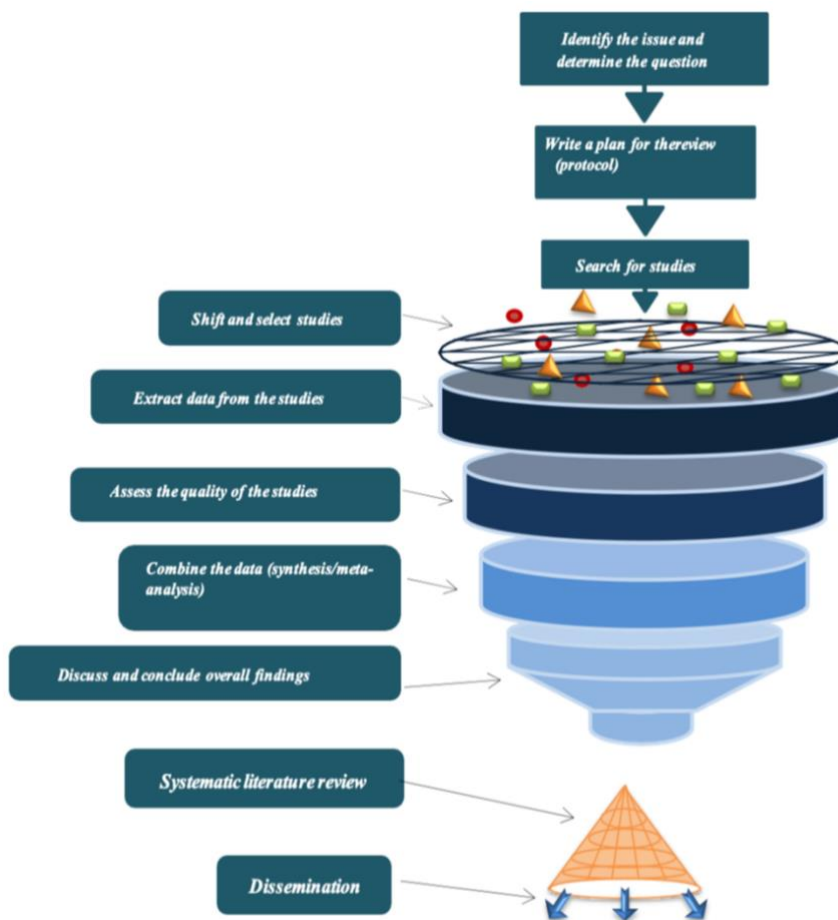 Identify the issue and
determine the question
Write a plan for thereview
(protocol)
Search for studies
Shift and select studies
Extract data from the studies
Assess the quality of the studies
Combine the data (synthesis/meta-
analysis)
Discuss and conclude overall findings
Systematic literature review
Dissemination